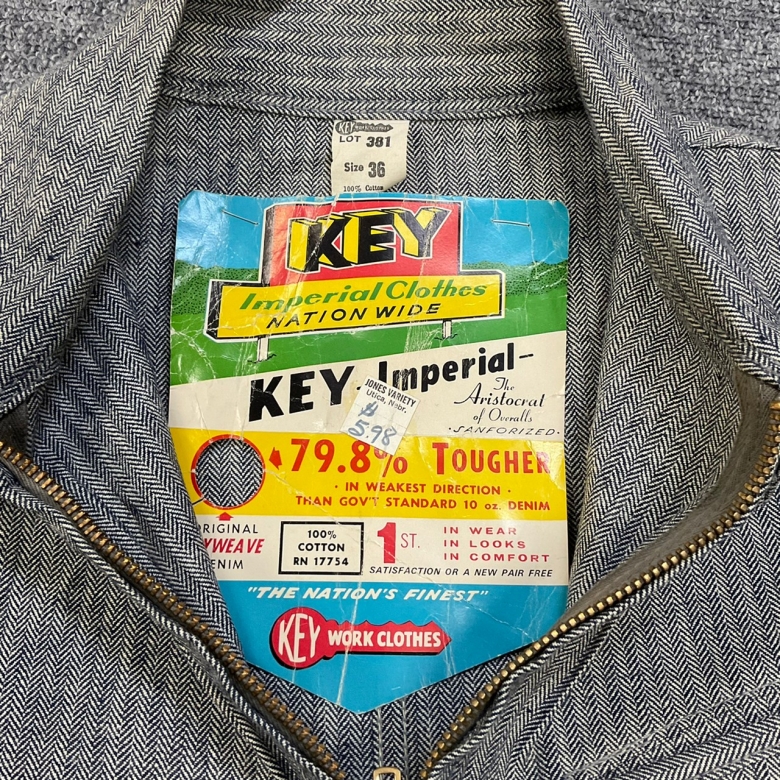 KEY
LOT 381
Size 36
100% Cotton
KEY
Imperial Clothes
NATION WIDE
KEY Imperial-
The
Aristocrat
of Overalls
·SANFORIZED·
JONES VARIETY
Utica, Nebr.
$
5.98
79.8% TOUGHER
· IN WEAKEST DIRECTION ·
THAN GOV'T STANDARD 10 oz. DENIM
RIGINAL
YWEAVE
ENIM
100%
COTTON
RN 17754
1ST.
IN WEAR
IN LOOKS
IN COMFORT
SATISFACTION OR A NEW PAIR FREE
"THE NATION'S FINEST"
KEY WORK CLOTHES